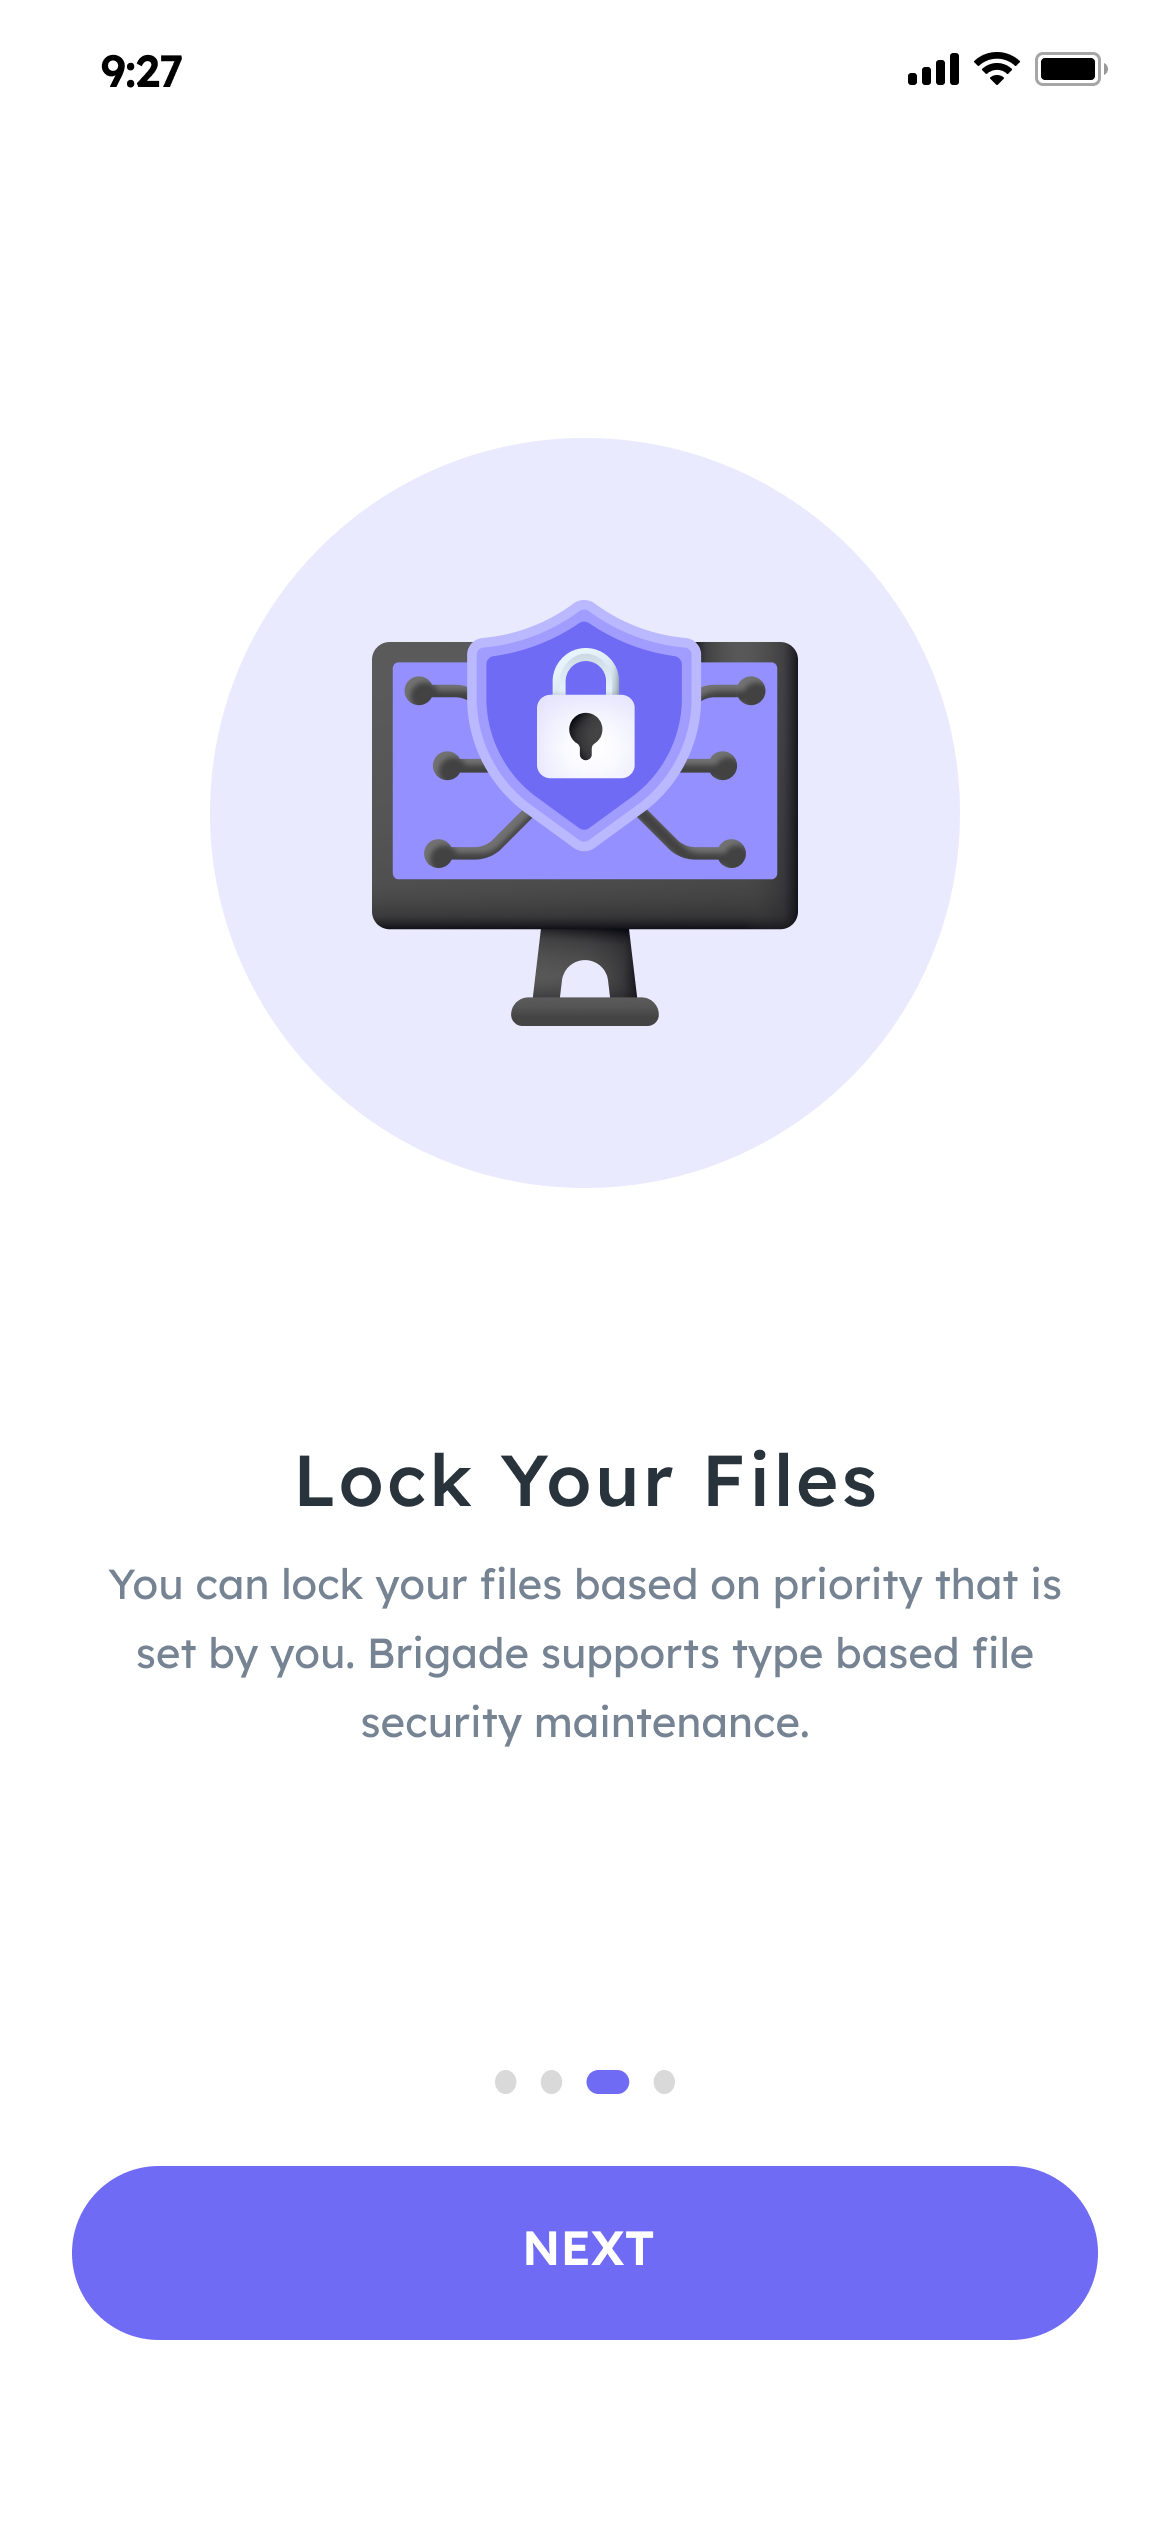 9:27
Lock Your Files
You can lock your files based on priority that is
set by you. Brigade supports type based file
security maintenance.
NEXT